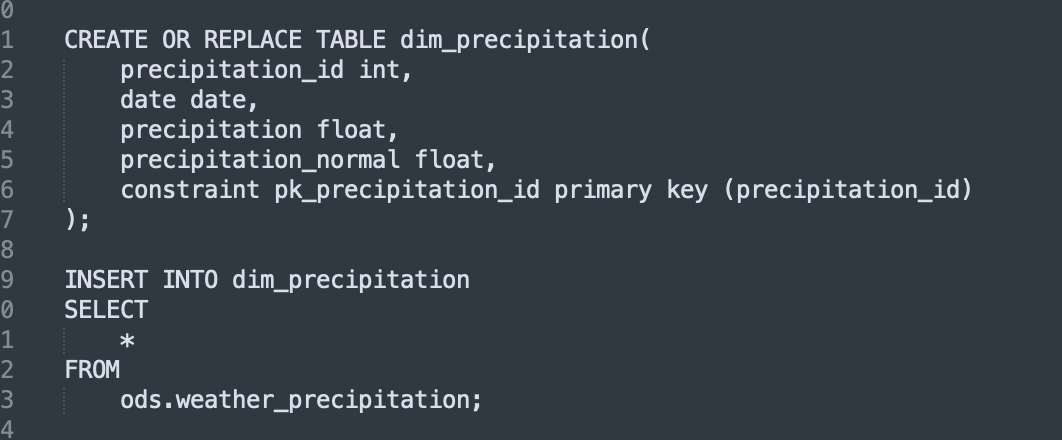 0
1 CREATE OR REPLACE TABLE dim_precipitation(
2 precipitation_id int,
3 date date,
4 precipitation float,
5 precipitation_normal float,
6 constraint pk_precipitation_id primary key (precipitation_id)
7 );
8
9 INSERT INTO dim_precipitation
0 SELECT
1 *
2 FROM
3 ods.weather_precipitation;
4